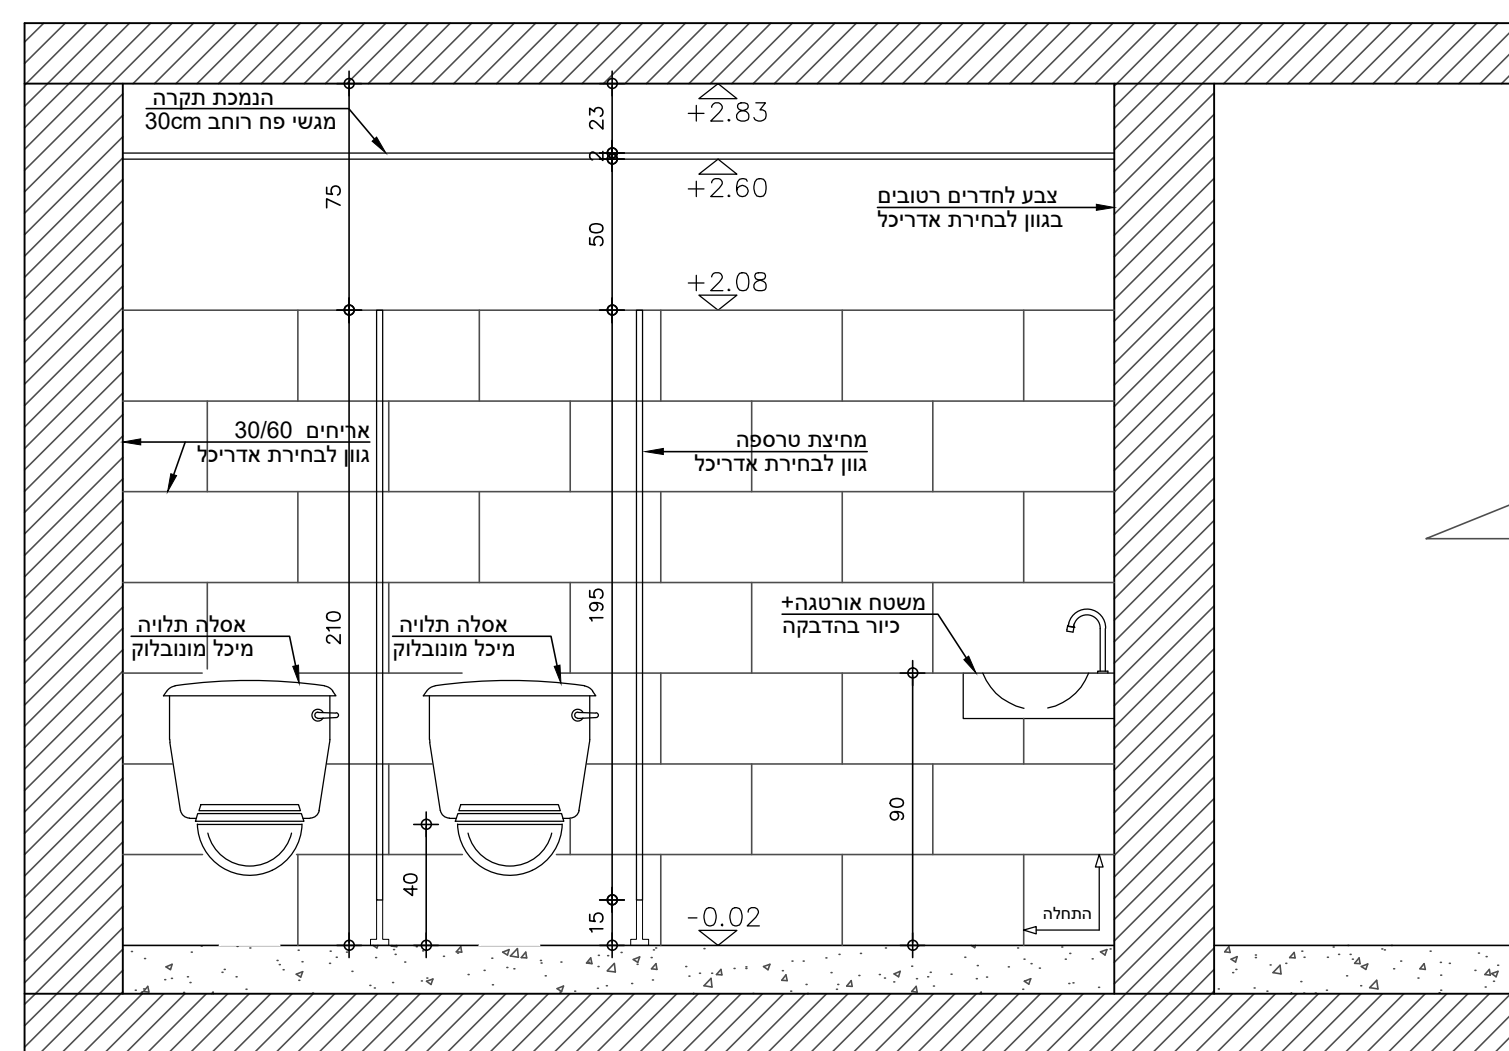 הנמכת תקרה
מגשי פח רוחב 30cm
23
+2.83
2
+2.60
75
50
צבע לחדרים רטובים
בגוון לבחירת אדריכל
+2.08
אריחים 30/60
גוון לבחירת אדריכל
מחיצת טרספה
גוון לבחירת אדריכל
אסלה תלויה
מיכל מונובלוק
210
אסלה תלויה
מיכל מונובלוק
195
משטח אורטגה+
כיור בהדבקה
90
40
15
-0.02
התחלה